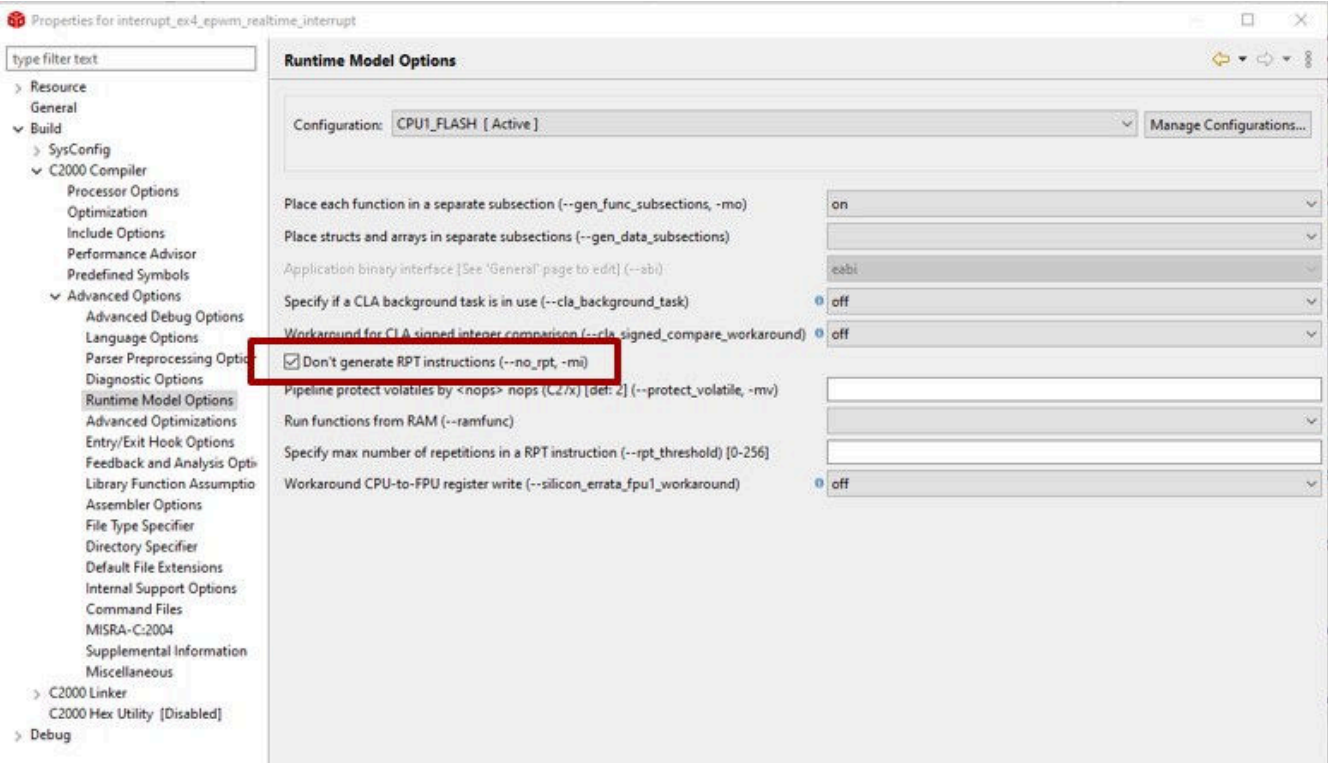 Properties for interrupt_ex4_epwm_realtime_interrupt
type filter text
Resource
General
Build
SysConfig
C2000 Compiler
Processor Options
Optimization
Include Options
Performance Advisor
Predefined Symbols
Advanced Options
Advanced Debug Options
Language Options
Parser Preprocessing Optior
Diagnostic Options
Runtime Model Options
Advanced Optimizations
Entry/Exit Hook Options
Feedback and Analysis Opti
Library Function Assumptio
Assembler Options
File Type Specifier
Directory Specifier
Default File Extensions
Internal Support Options
Command Files
MISRA-C:2004
Supplemental Information
Miscellaneous
C2000 Linker
C2000 Hex Utility [Disabled]
Debug
Runtime Model Options
Configuration: CPU1_FLASH [ Active ] Manage Configurations...
Place each function in a separate subsection (--gen_func_subsections, -mo) on
Place structs and arrays in separate subsections (--gen_data_subsections)
Application binary interface [See 'General' page to edit] (--abi) eabi
Specify if a CLA background task is in use (--cla_background_task) off
Workaround for CLA signed integer comparison (--cla_signed_compare_workaround) off
Don't generate RPT instructions (--no_rpt, -mi)
Pipeline protect volatiles by <nops> nops (C27x) [def: 2] (--protect_volatile, -mv)
Run functions from RAM (--ramfunc)
Specify max number of repetitions in a RPT instruction (--rpt_threshold) [0-256]
Workaround CPU-to-FPU register write (--silicon_errata_fpu1_workaround) off